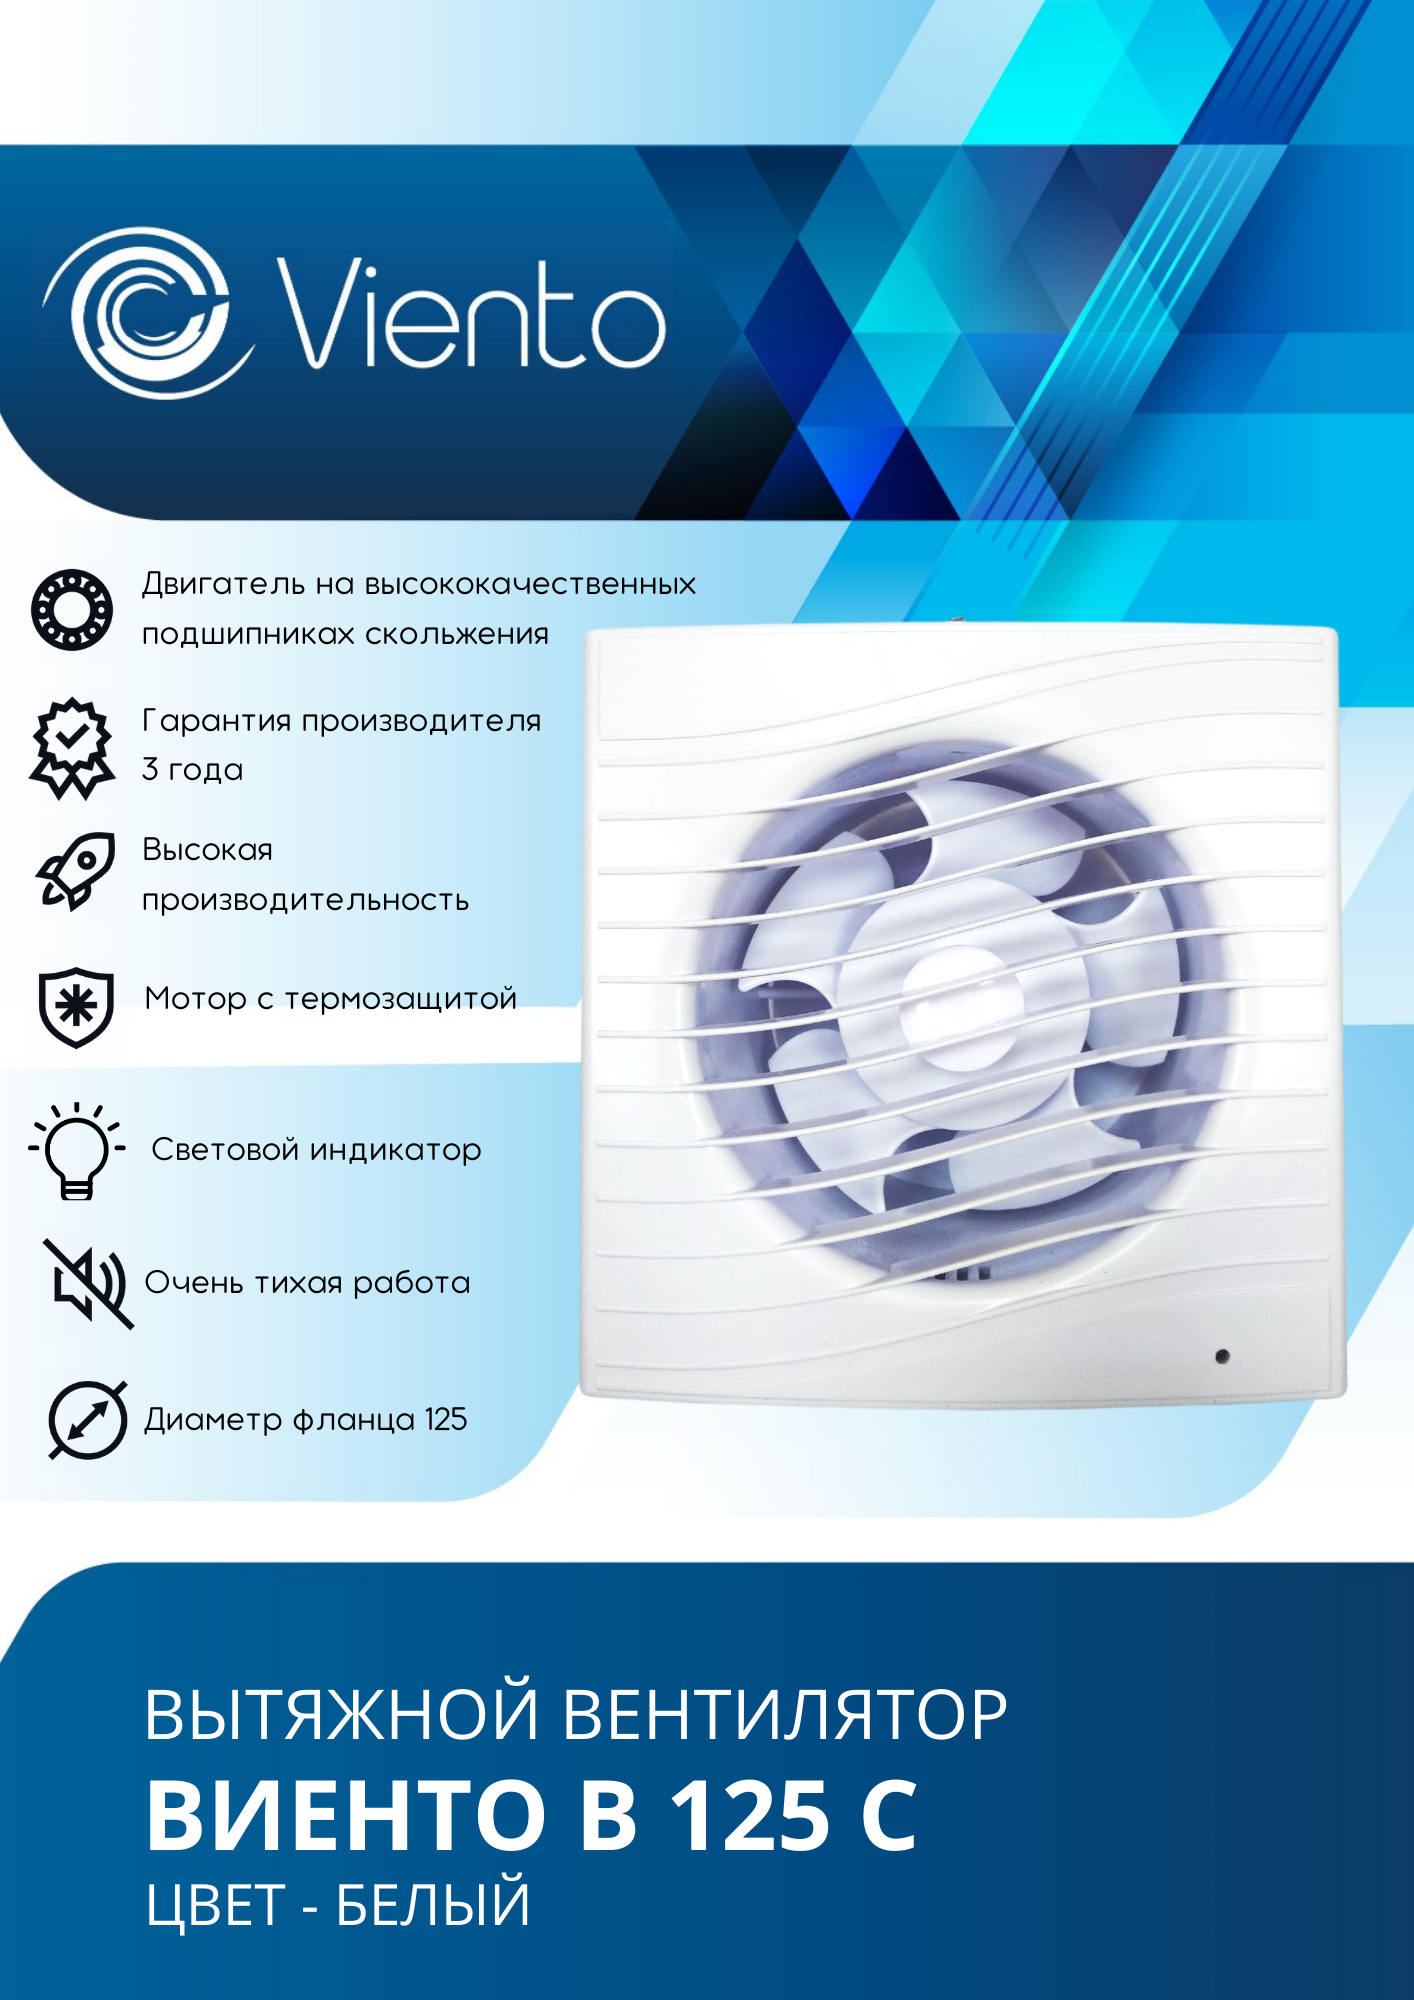 Viento
Двигатель на высококачественных
подшипниках скольжения
Гарантия производителя
3 года
Высокая
производительность
Мотор с термозащитой
Световой индикатор
Очень тихая работа
Диаметр фланца 125
ВЫТЯЖНОЙ ВЕНТИЛЯТОР
ВИЕНТО В 125 С
ЦВЕТ - БЕЛЫЙ